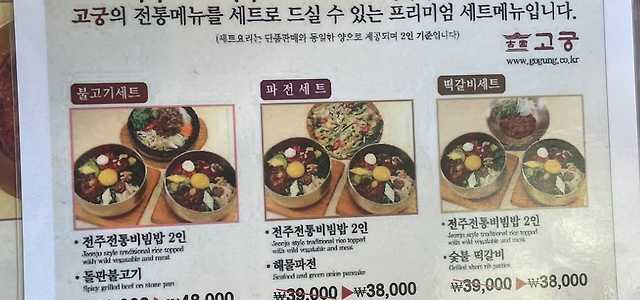 고궁의 전통메뉴를 세트로 드실 수 있는 프리미엄 세트메뉴입니다.
(세트요리는 단품판매와 동일한 양으로 제공되며 2인 기준입니다)
古宮 고궁
www.gogung.co.kr
불고기세트
파전세트
떡갈비세트
• 전주전통비빔밥 2인
Jeonju style traditional rice topped
with wild vegatable and meat
• 돌판불고기
Spicy grilled beef on stone pan
48,000
• 전주전통비빔밥 2인
Jeonju style traditional rice topped
with wild vegatable and meat
• 해물파전
Seafood and green onion pancake
₩39,000 ▶ ₩38,000
• 전주전통비빔밥 2인
Jeonju style traditional rice topped
with wild vegatable and meat
• 숯불 떡갈비
Grilled short rib patties
₩39,000 ▶ ₩38,000